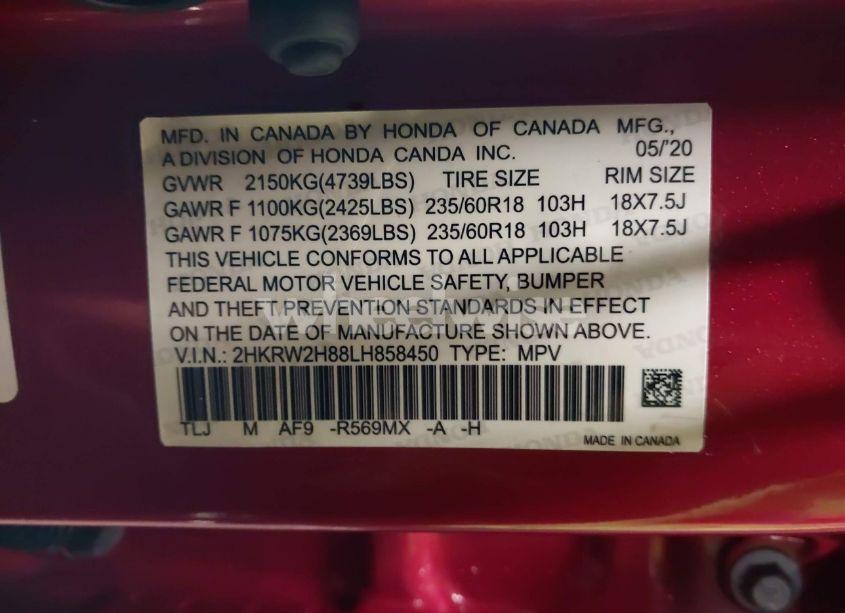 MFD. IN CANADA BY HONDA OF CANADA MFG.,
A DIVISION OF HONDA CANDA INC. 05/'20
GVWR 2150KG(4739LBS) TIRE SIZE RIM SIZE
GAWR F 1100KG(2425LBS) 235/60R18 103H 18X7.5J
GAWR F 1075KG(2369LBS) 235/60R18 103H 18X7.5J
THIS VEHICLE CONFORMS TO ALL APPLICABLE
FEDERAL MOTOR VEHICLE SAFETY, BUMPER
AND THEFT PREVENTION STANDARDS IN EFFECT
ON THE DATE OF MANUFACTURE SHOWN ABOVE.
V.I.N.: 2HKRW2H88LH858450 TYPE: MPV
TLJ M AF9 -R569MX -A -H
MADE IN CANADA